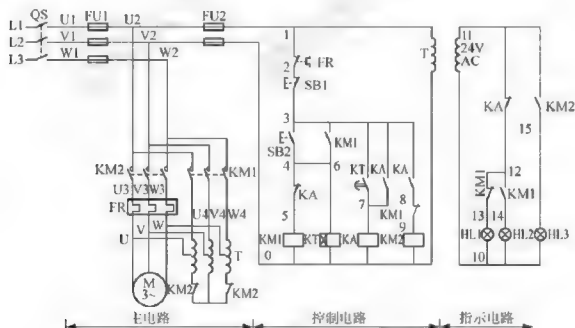 QS U1 FU1 U2 FU2
L1
L2 V1 V2
L3 W1 W2
1
2 FR
SB1
3
SB2 KM1
4 6
KT KA KA
KA 7 8
5 KM1
9
KM1 KT KA KM2
0
T
11
24V
AC
KA 15 KM2
12
KM1 KM1
13 14
HL1 HL2 HL3
10
KM2 KM1
U3 V3 W3
FR U4 V4 W4
U V W
T
M
3~
KM2 KM2
主电路 控制电路 指示电路